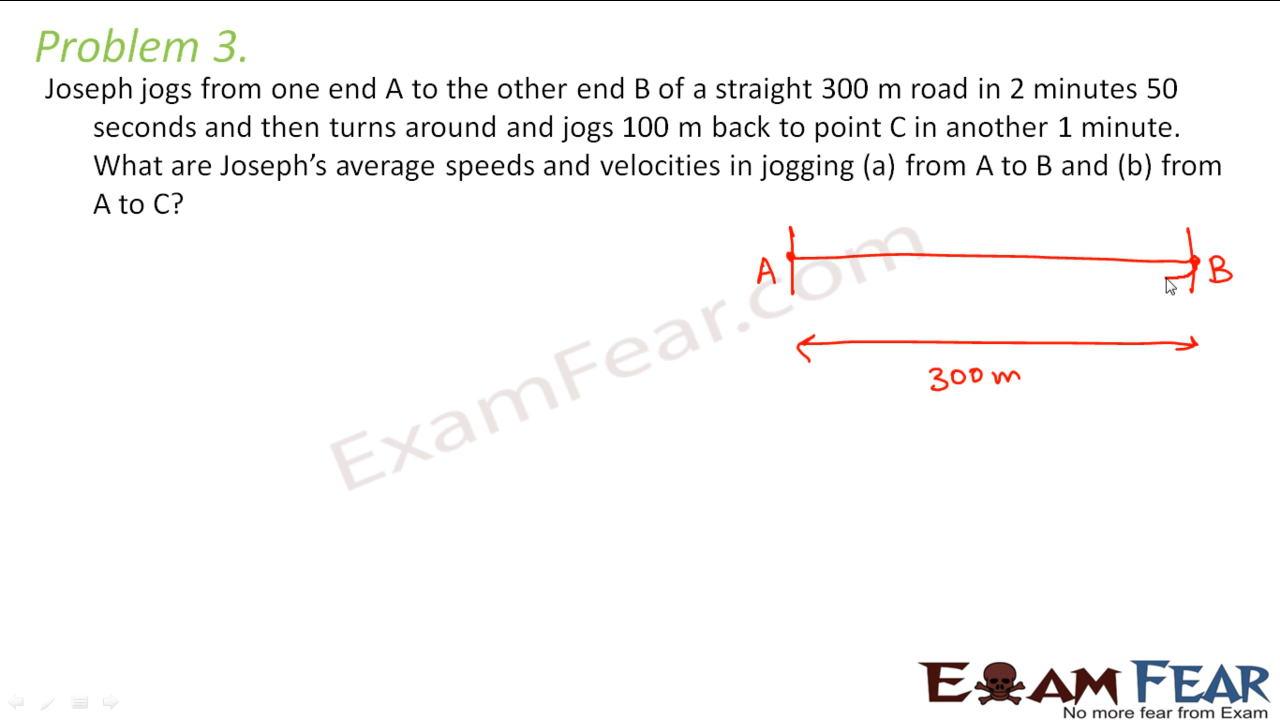 Problem 3.
Joseph jogs from one end A to the other end B of a straight 300 m road in 2 minutes 50
seconds and then turns around and jogs 100 m back to point C in another 1 minute.
What are Joseph’s average speeds and velocities in jogging (a) from A to B and (b) from
A to C?
A B
300 m
ExamFear.com
EXAM FEAR
No more fear from Exam